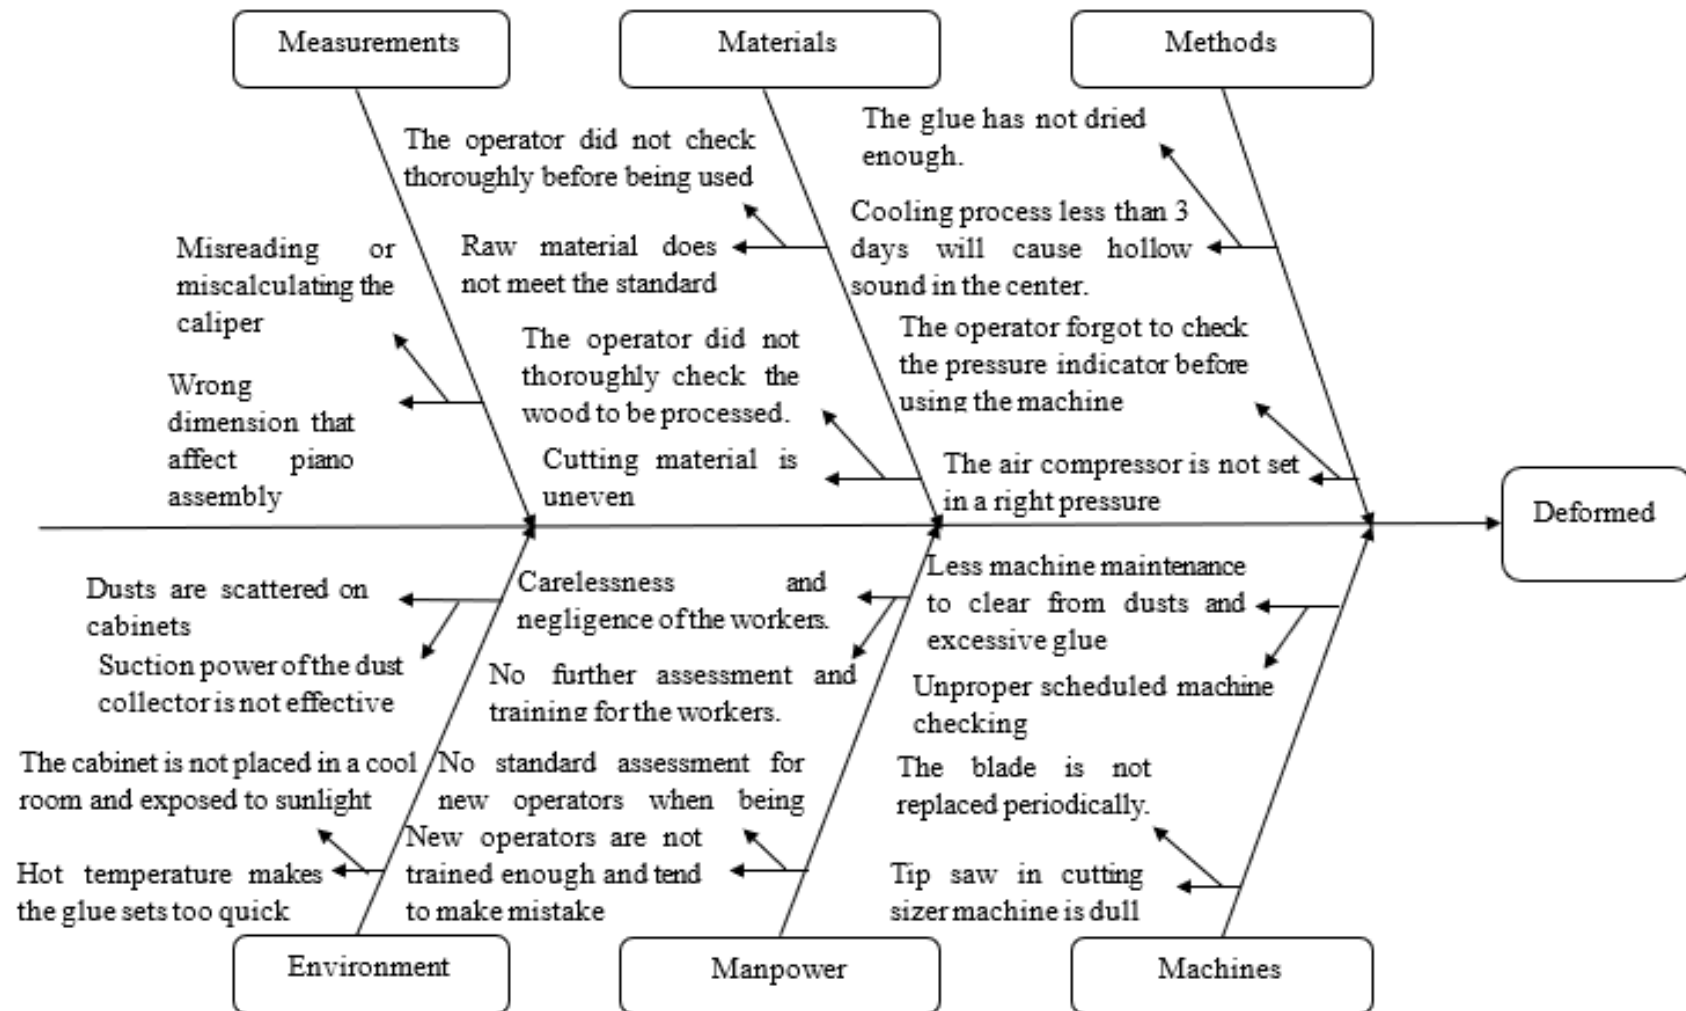 Measurements
Materials
Methods
The operator did not check
thoroughly before being used
The glue has not dried
enough.
Misreading or
miscalculating the
caliper
Raw material does
not meet the standard
Cooling process less than 3
days will cause hollow
sound in the center.
Wrong
dimension that
affect piano
assembly
The operator did not
thoroughly check the
wood to be processed.
Cutting material is
uneven
The operator forgot to check
the pressure indicator before
using the machine
The air compressor is not set
in a right pressure
Deformed
Dusts are scattered on
cabinets
Suction power of the dust
collector is not effective
Carelessness and
negligence of the workers.
No further assessment and
training for the workers.
Less machine maintenance
to clear from dusts and
excessive glue
Unproper scheduled machine
checking
The cabinet is not placed in a cool
room and exposed to sunlight
Hot temperature makes
the glue sets too quick
No standard assessment for
new operators when being
New operators are not
trained enough and tend
to make mistake
The blade is not
replaced periodically.
Tip saw in cutting
sizer machine is dull
Environment
Manpower
Machines